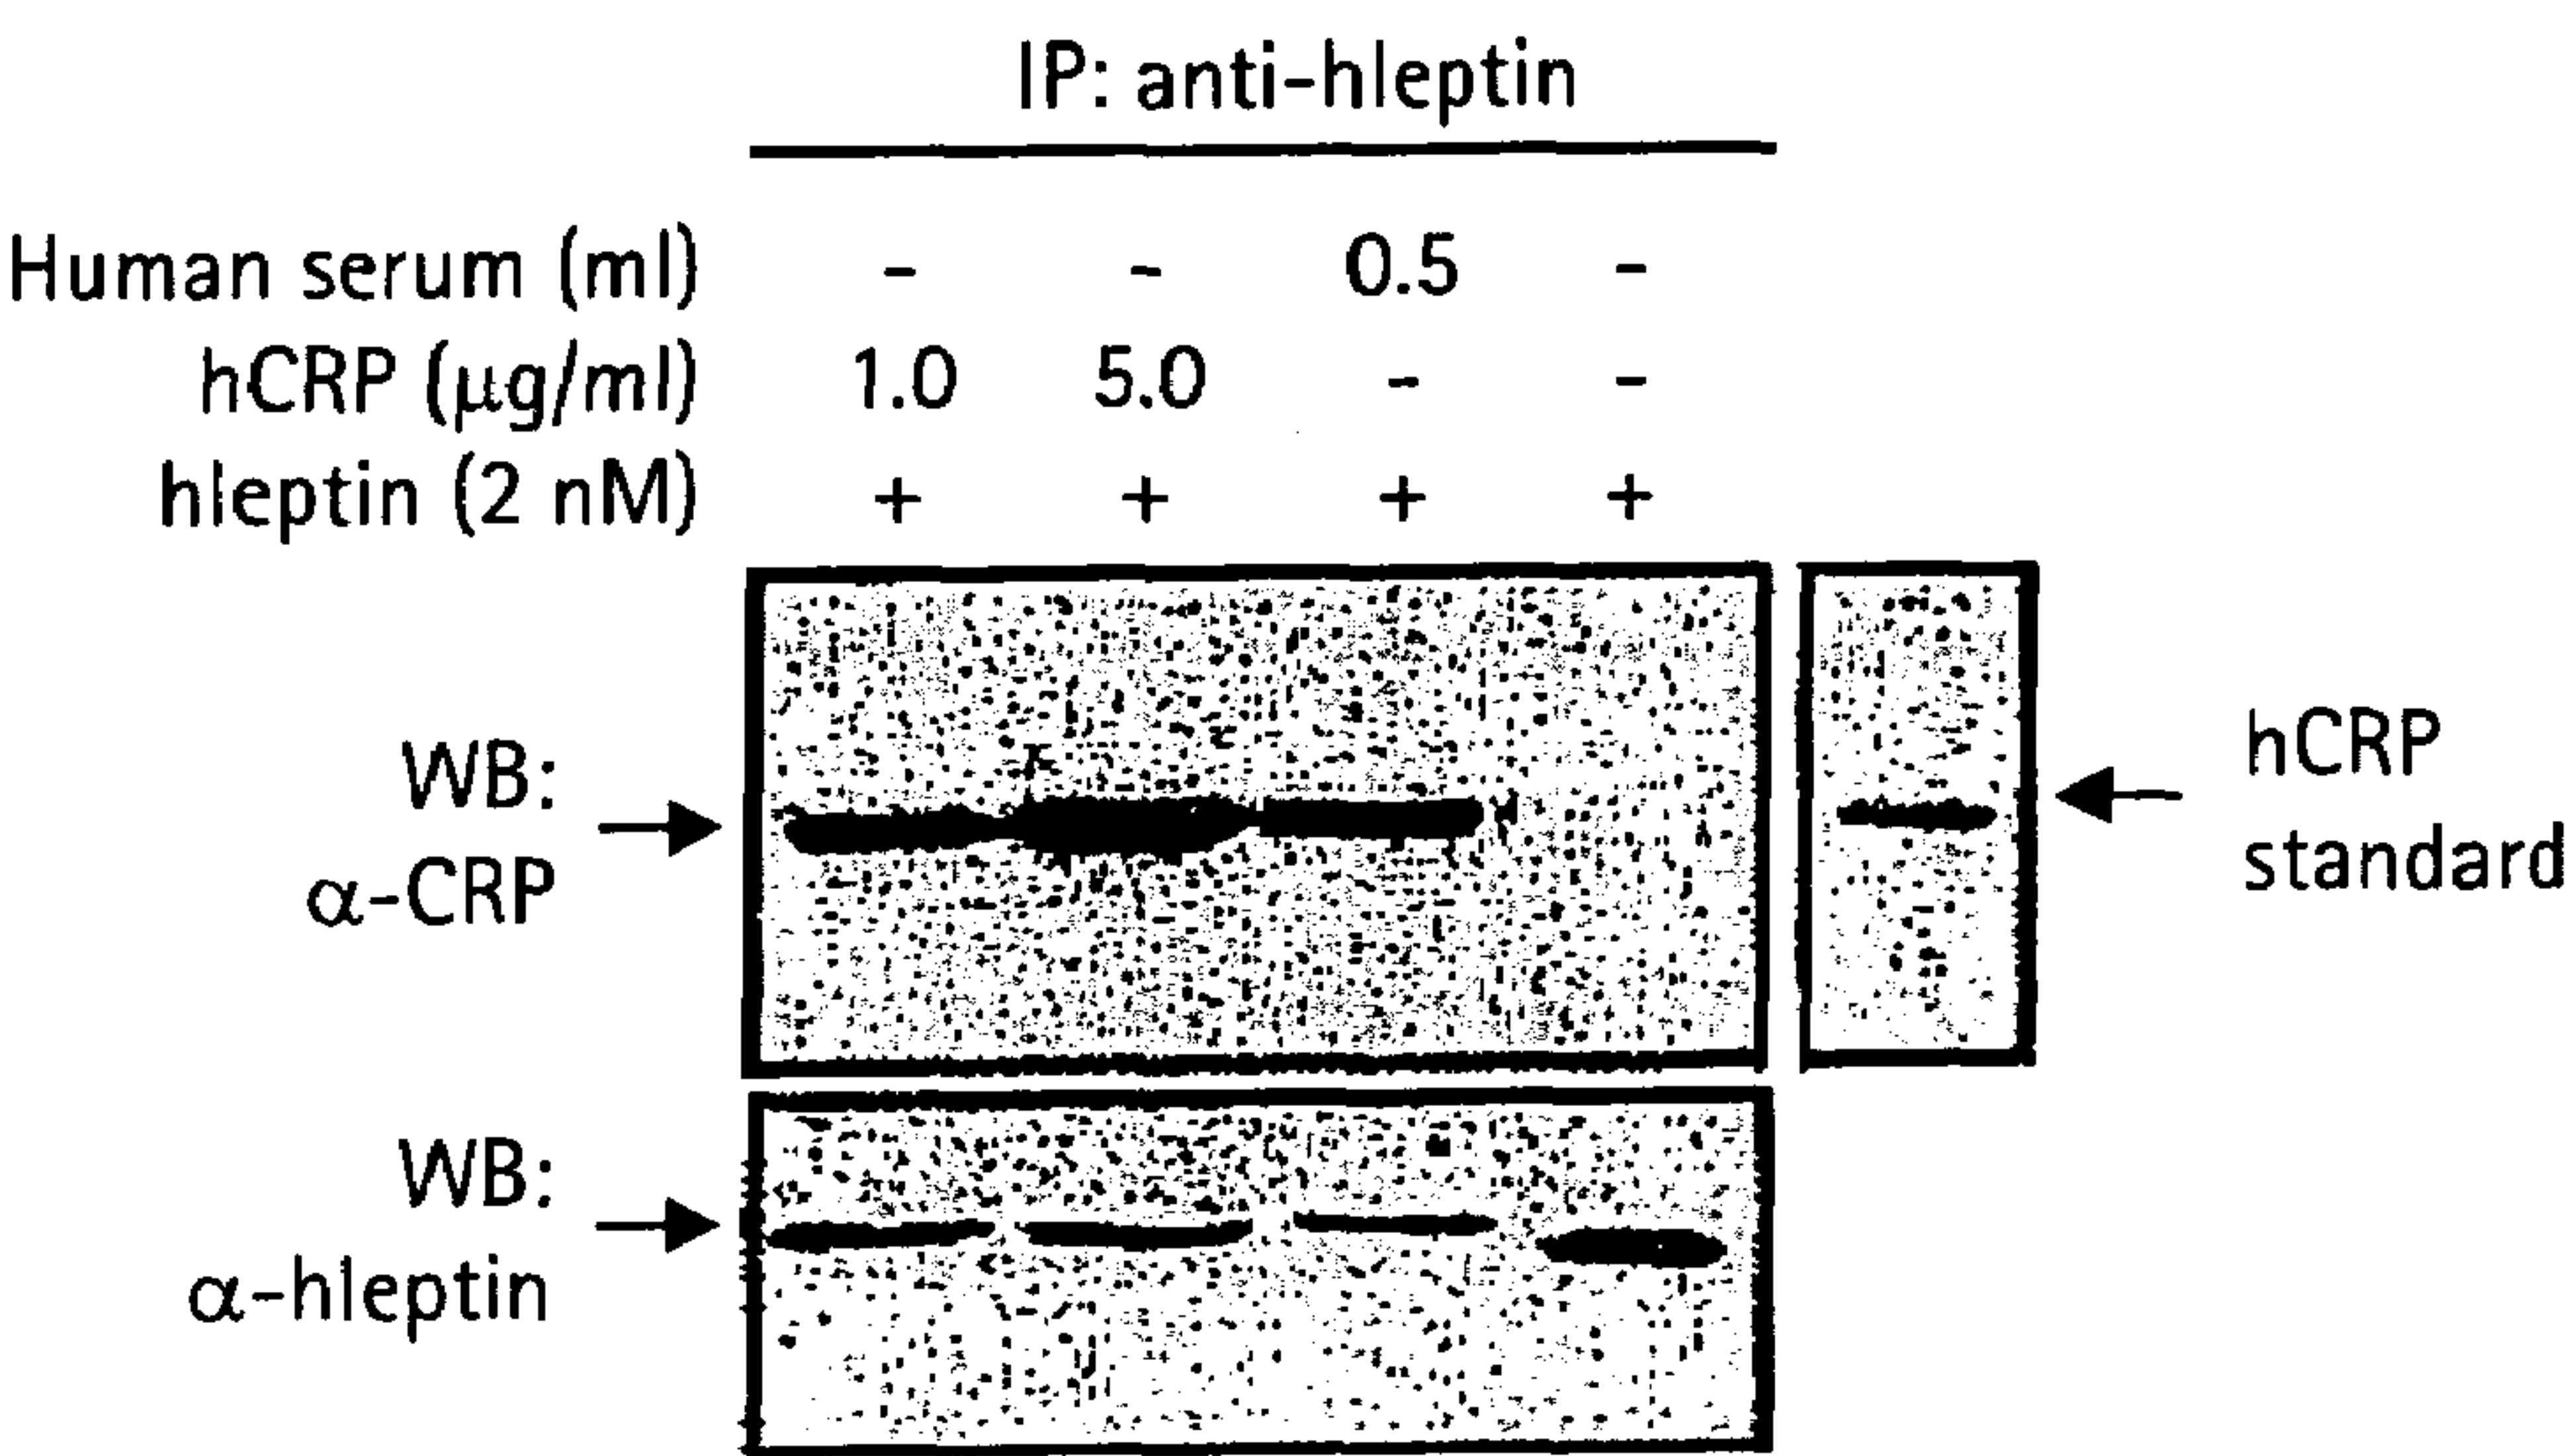 IP: anti-hleptin
Human serum (ml) - - 0.5 -
hCRP (μg/ml) 1.0 5.0 - -
hleptin (2 nM) + + + +
WB:
α-CRP
hCRP
standard
WB:
α-hleptin